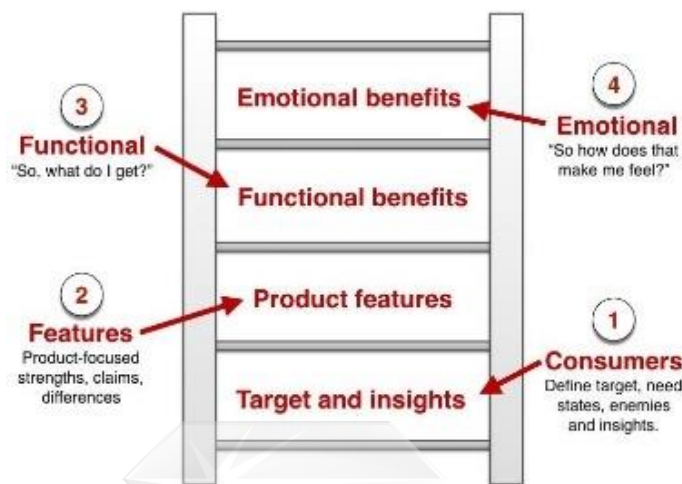 Emotional benefits
Functional benefits
Product features
Target and insights
3
Functional
"So, what do I get?"
2
Features
Product-focused
strengths, claims,
differences
4
Emotional
"So how does that
make me feel?"
1
Consumers
Define target, need
states, enemies
and insights.